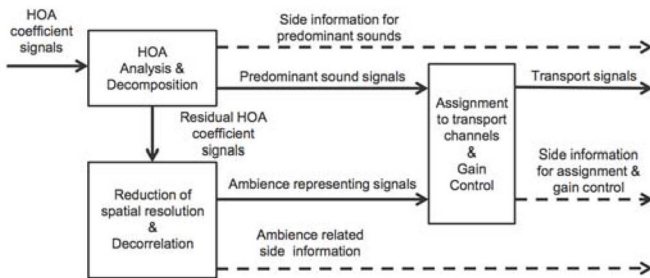 HOA
coefficient
signals
HOA
Analysis &
Decomposition
Side information for
predominant sounds
Predominant sound signals
Residual HOA
coefficient
signals
Assignment
to transport
channels
&
Gain
Control
Transport signals
Side information
for assignment &
gain control
Reduction of
spatial resolution
&
Decorrelation
Ambience representing signals
Ambience related
side information